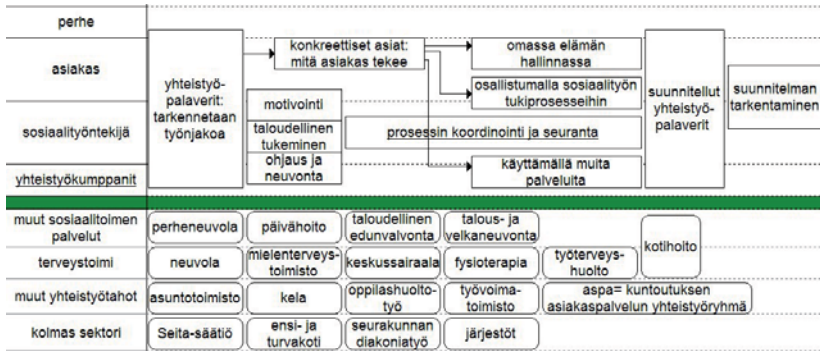 perhe
asiakas
sosiaalityöntekijä
yhteistyökumppanit
yhteistyö-
palaverit:
tarkennetaan
työnjakoa
konkreettiset asiat:
mitä asiakas tekee
motivointi
taloudellinen
tukeminen
ohjaus ja
neuvonta
omassa elämän
hallinnassa
osallistumalla sosiaalityön
tukiprosesseihin
prosessin koordinointi ja seuranta
käyttämällä muita
palveluita
suunnitellut
yhteistyö-
palaverit
suunnitelman
tarkentaminen
muut sosiaalitoimen
palvelut
perheneuvola
päivähoito
taloudellinen
edunvalvonta
talous- ja
velkaneuvonta
kotihoito
terveystoimi
neuvola
mielenterveys-
toimisto
keskussairaala
fysioterapia
työterveys-
huolto
muut yhteistyötahot
asuntotoimisto
kela
oppilashuolto-
työ
työvoima-
toimisto
aspa= kuntoutuksen
asiakaspalvelun yhteistyöryhmä
kolmas sektori
Seita-säätiö
ensi- ja
turvakoti
seurakunnan
diakoniatyö
järjestöt